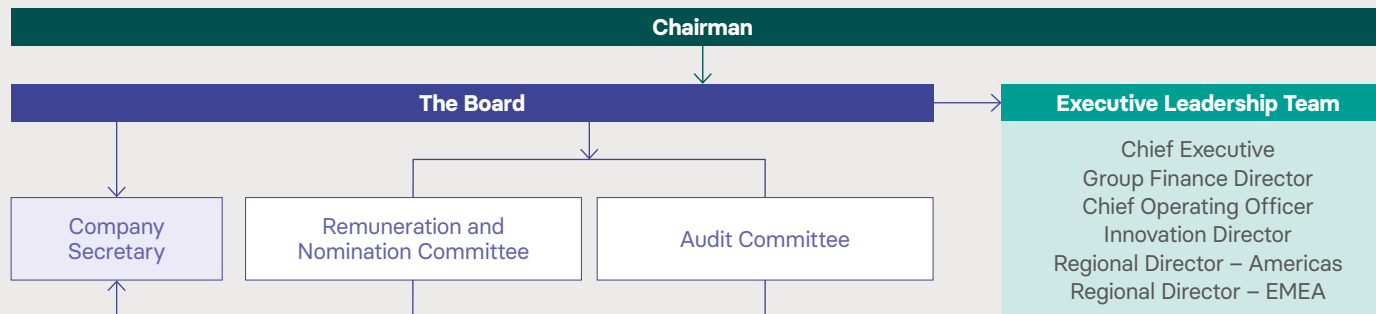 Chairman
The Board
Executive Leadership Team
Company
Secretary
Remuneration and
Nomination Committee
Audit Committee
Chief Executive
Group Finance Director
Chief Operating Officer
Innovation Director
Regional Director – Americas
Regional Director – EMEA